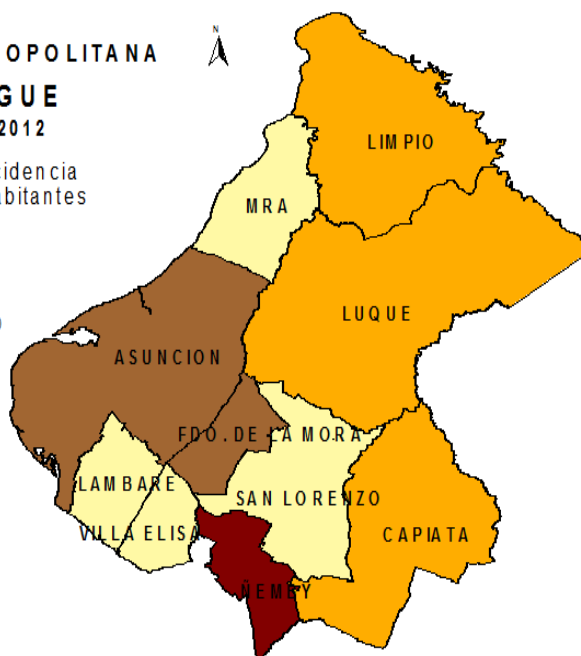 N
OPOLITANA
GUE
2012
cidencia
abitantes
)
LIMPIO
MRA
LUQUE
ASUNCION
FDO. DE LA MORA
LAMBARE
SAN LORENZO
VILLA ELISA
CAPIATA
ÑEMBY